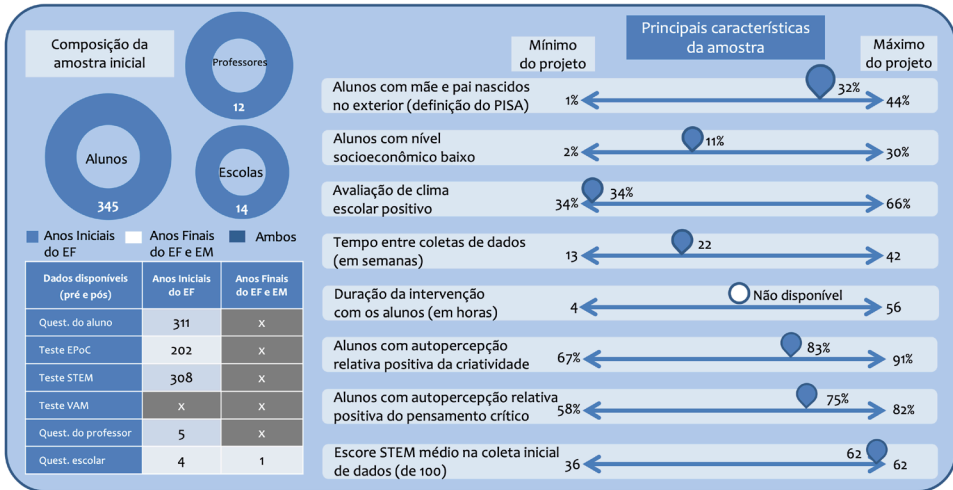 Composição da
amostra inicial
Professores
12
Alunos
345
Escolas
14
Anos Iniciais
do EF
Anos Finais
do EF e EM
Ambos
Dados disponíveis
(pré e pós)
Anos Iniciais
do EF
Anos Finais
do EF e EM
Quest. do aluno 311 x
Teste EPoC 202 x
Teste STEM 308 x
Teste VAM x x
Quest. do professor 5 x
Quest. escolar 4 1
Principais características
da amostra
Mínimo
do projeto
Máximo
do projeto
Alunos com mãe e pai nascidos
no exterior (definição do PISA)
1% 32% 44%
Alunos com nível
socioeconômico baixo
2% 11% 30%
Avaliação de clima
escolar positivo
34% 34% 66%
Tempo entre coletas de dados
(em semanas)
13 22 42
Duração da intervenção
com os alunos (em horas)
4 Não disponível 56
Alunos com autopercepção
relativa positiva da criatividade
67% 83% 91%
Alunos com autopercepção relativa
positiva do pensamento crítico
58% 75% 82%
Escore STEM médio na coleta inicial
de dados (de 100)
36 62 62